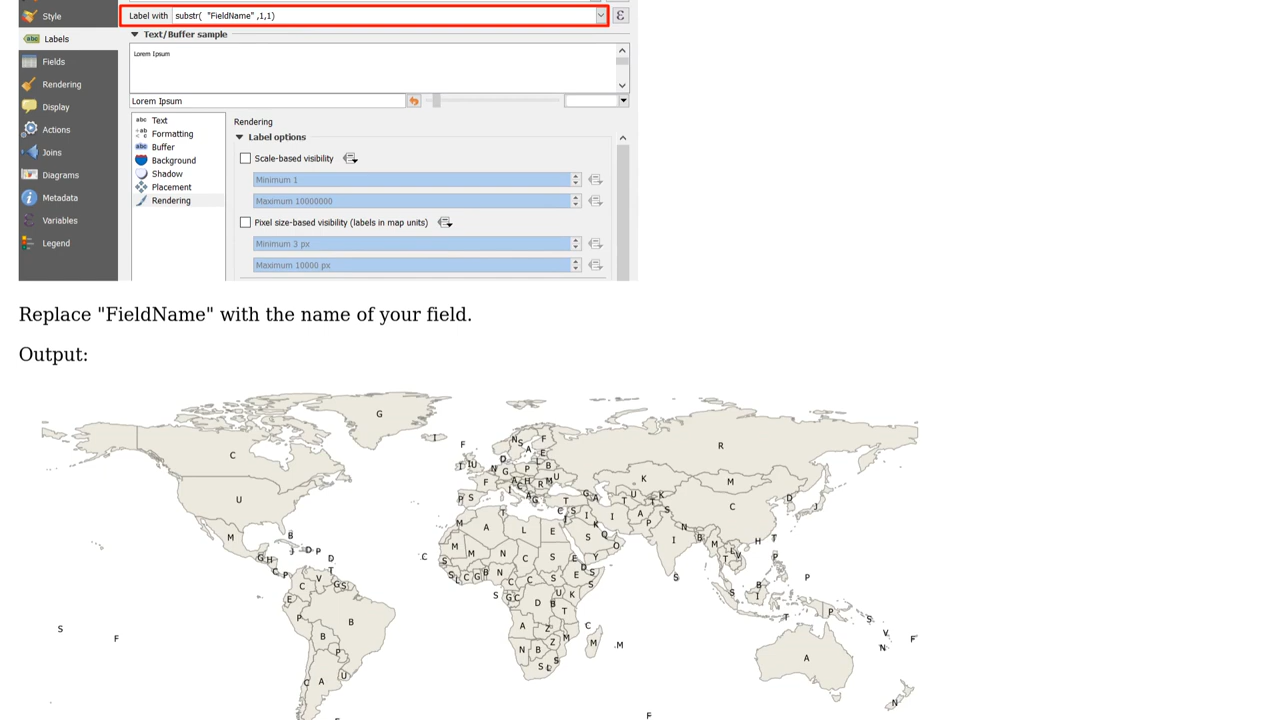 Style
Label with substr( "FieldName" ,1,1) ε
Labels
Text/Buffer sample
Lorem Ipsum
Fields
Rendering
Display
Lorem Ipsum
Actions
Joins
Diagrams
Metadata
Variables
Legend
abc Text
Formatting
abc Buffer
Background
Shadow
Placement
Rendering
Rendering
Label options
Scale-based visibility
Minimum 1
Maximum 10000000
Pixel size-based visibility (labels in map units)
Minimum 3 px
Maximum 10000 px
Replace "FieldName" with the name of your field.
Output:
G
C
U
M
B
J D P
D
G H
C P
T
V
C
G S
E
P
B
B
P
U
C A
S
F
I
F
R
K
M
C
J
D
A
L
E
M
N
C
S
I
A
P
S
D
A
N B
M
M
F
V
N
F
N
A
P
P
S
T
F